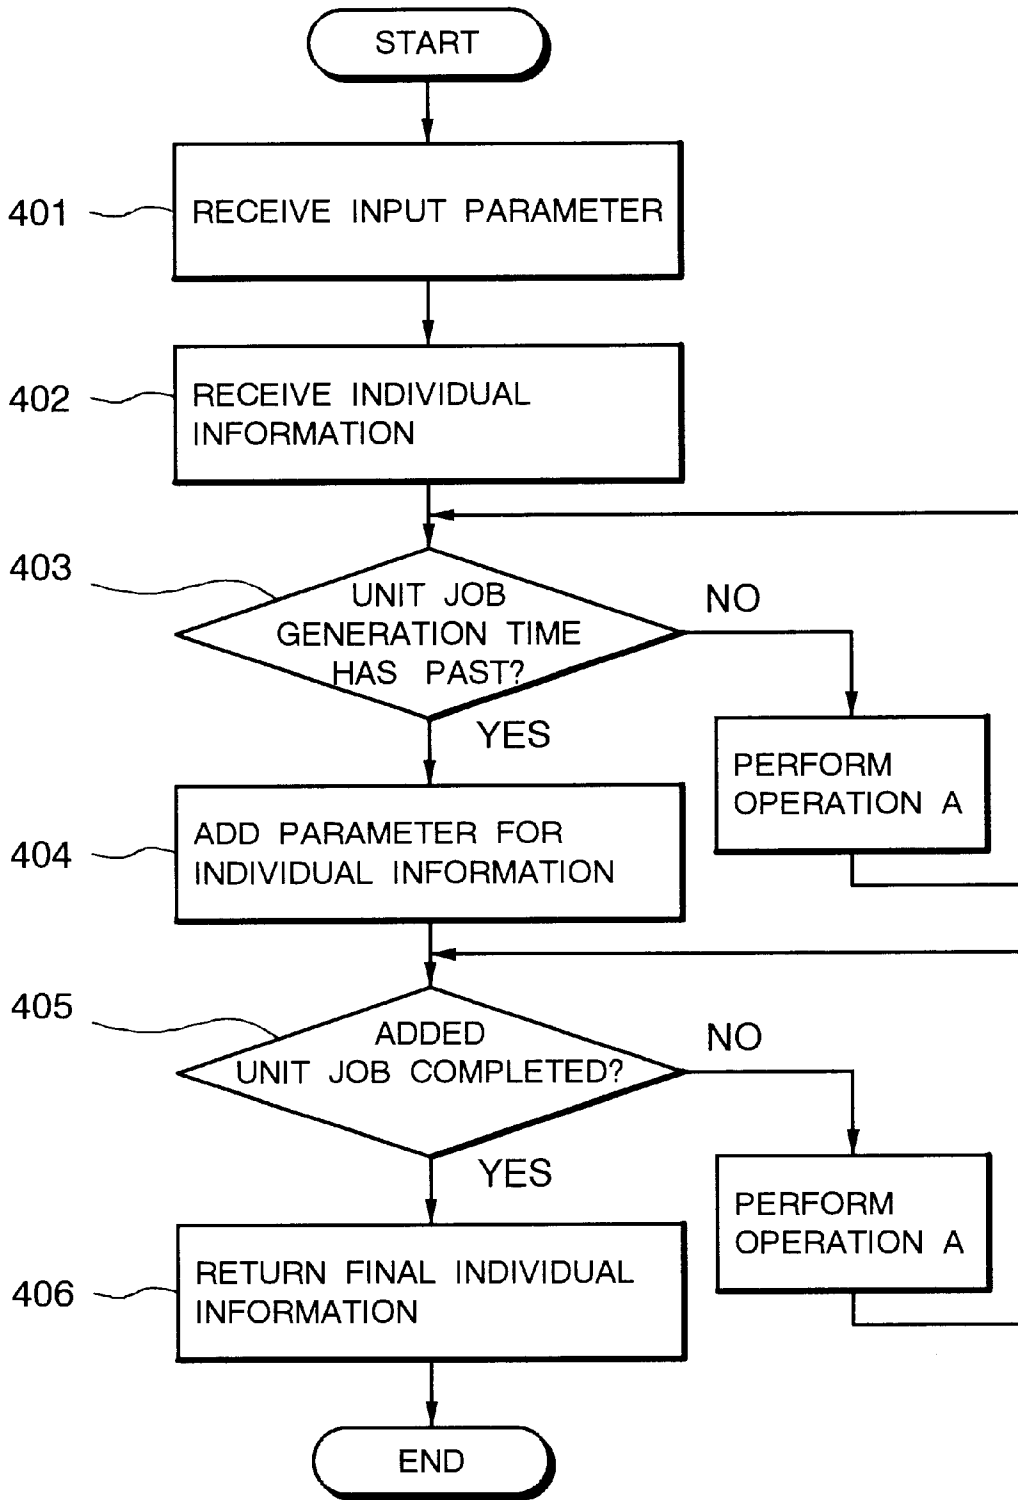 START
401
RECEIVE INPUT PARAMETER
402
RECEIVE INDIVIDUAL
INFORMATION
403
UNIT JOB
GENERATION TIME
HAS PAST?
NO
YES
PERFORM
OPERATION A
404
ADD PARAMETER FOR
INDIVIDUAL INFORMATION
405
ADDED
UNIT JOB COMPLETED?
NO
YES
PERFORM
OPERATION A
406
RETURN FINAL INDIVIDUAL
INFORMATION
END